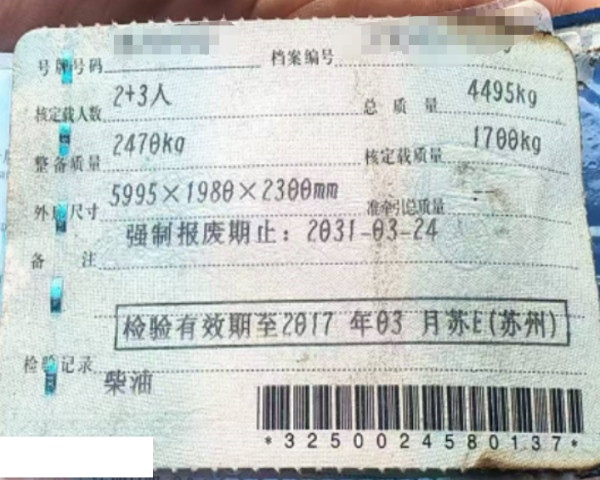 号牌号码 档案编号
核定载人数 2+3人 总质量 4495kg
整备质量 2470kg 核定载质量 1700kg
外廓尺寸 5995×1980×2300mm 准牵引总质量 --
备注 强制报废期止：2031-03-24
检验有效期至2017 年03 月苏E(苏州)
检验记录
柴油
*3250024580137*